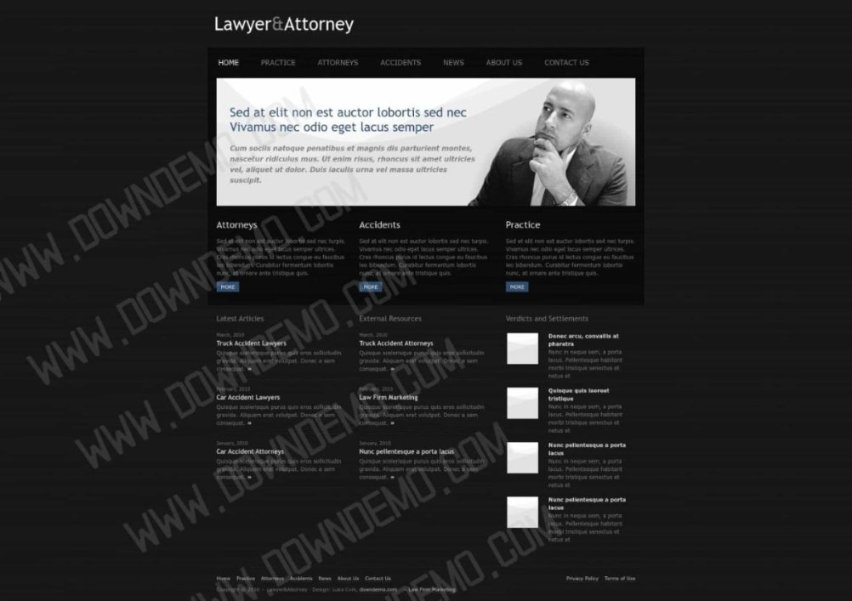 Lawyer&Attorney
HOME PRACTICE ATTORNEYS ACCIDENTS NEWS ABOUT US CONTACT US
Sed at elit non est auctor lobortis sed nec
Vivamus nec odio eget lacus semper
Cum sociis natoque penatibus et magnis dis parturient montes,
nascetur ridiculus mus. Ut enim risus, rhoncus sit amet ultricies
vel, aliquet ut dolor. Duis iaculis urna vel massa ultricies
suscipit.
Attorneys
Sed at elit non est auctor lobortis sed nec turpis.
Vivamus nec odio eget lacus semper ultrices.
Cras rhoncus purus id lectus congue eu faucibus
leo bibendum. Curabitur fermentum lobortis
nunc, at ornare ante tristique quis.
MORE
Accidents
Sed at elit non est auctor lobortis sed nec turpis.
Vivamus nec odio eget lacus semper ultrices.
Cras rhoncus purus id lectus congue eu faucibus
leo bibendum. Curabitur fermentum lobortis
nunc, at ornare ante tristique quis.
MORE
Practice
Sed at elit non est auctor lobortis sed nec turpis.
Vivamus nec odio eget lacus semper ultrices.
Cras rhoncus purus id lectus congue eu faucibus
leo bibendum. Curabitur fermentum lobortis
nunc, at ornare ante tristique quis.
MORE
Latest Articles
March, 2010
Truck Accident Lawyers
Quisque scelerisque purus quis eros sollicitudin
gravida. Aliquam erat volutpat. Donec a sem
consequat.
February, 2010
Car Accident Lawyers
Quisque scelerisque purus quis eros sollicitudin
gravida. Aliquam erat volutpat. Donec a sem
consequat.
January, 2010
Car Accident Attorneys
Quisque scelerisque purus quis eros sollicitudin
gravida. Aliquam erat volutpat. Donec a sem
consequat.
External Resources
March, 2010
Truck Accident Attorneys
Quisque scelerisque purus quis eros sollicitudin
gravida. Aliquam erat volutpat. Donec a sem
consequat.
February, 2010
Law Firm Marketing
Quisque scelerisque purus quis eros sollicitudin
gravida. Aliquam erat volutpat. Donec a sem
consequat.
January, 2010
Nunc pellentesque a porta lacus
Quisque scelerisque purus quis eros sollicitudin
gravida. Aliquam erat volutpat. Donec a sem
consequat.
Verdicts and Settlements
Donec arcu, convallis at
pharetra
Nunc in neque sem, a porta
lacus. Pellentesque habitant
morbi tristique senectus et
netus et
Quisque quis laoreet
tristique
Nunc in neque sem, a porta
lacus. Pellentesque habitant
morbi tristique senectus et
netus et
Nunc pellentesque a porta
lacus
Nunc in neque sem, a porta
lacus. Pellentesque habitant
morbi tristique senectus et
netus et
Nunc pellentesque a porta
lacus
Nunc in neque sem, a porta
lacus. Pellentesque habitant
morbi tristique senectus et
netus et
Home Practice Attorneys Accidents News About Us Contact Us
Privacy Policy Terms of Use
Copyright © 2010 - Lawyer&Attorney · Design: Luka Cvrk, downdemo.com - Law Firm Marketing
WWW.DOWNDEMO.COM
WWW.DOWNDEMO.COM
WWW.DOWNDEMO.COM
WWW.DOWNDEMO.COM
WWW.DOWNDEMO.COM